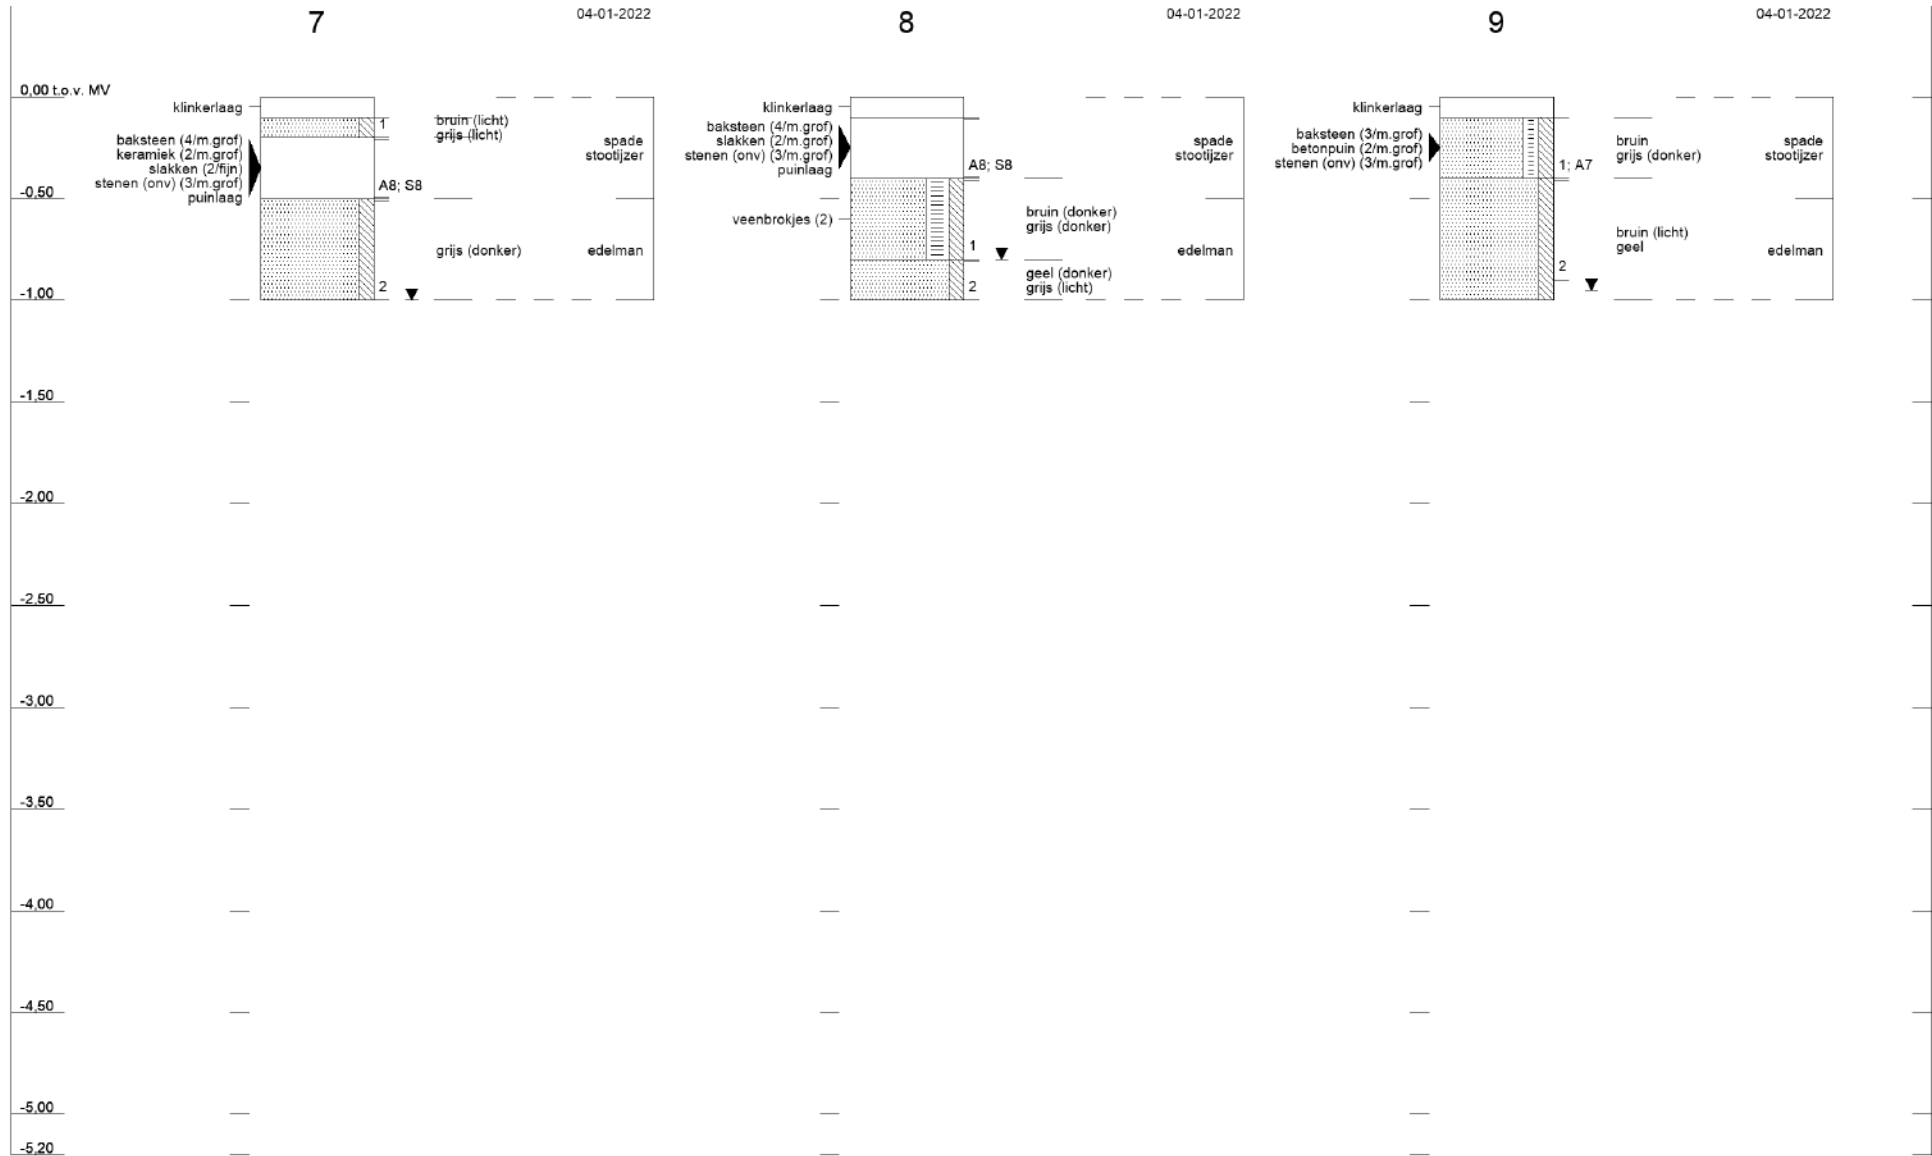 7
04-01-2022
8
04-01-2022
9
04-01-2022
0,00 t.o.v. MV
-0,50
-1,00
-1,50
-2,00
-2,50
-3,00
-3,50
-4,00
-4,50
-5,00
-5,20
klinkerlaag
baksteen (4/m.grof)
keramiek (2/m.grof)
slakken (2/fijn)
stenen (onv) (3/m.grof)
puinlaag
1
A8; S8
2
bruin (licht)
grijs (licht)
grijs (donker)
spade
stootijzer
edelman
klinkerlaag
baksteen (4/m.grof)
slakken (2/m.grof)
stenen (onv) (3/m.grof)
puinlaag
veenbrokjes (2)
A8; S8
1
2
bruin (donker)
grijs (donker)
geel (donker)
grijs (licht)
spade
stootijzer
edelman
klinkerlaag
baksteen (3/m.grof)
betonpuin (2/m.grof)
stenen (onv) (3/m.grof)
1; A7
2
bruin
grijs (donker)
bruin (licht)
geel
spade
stootijzer
edelman